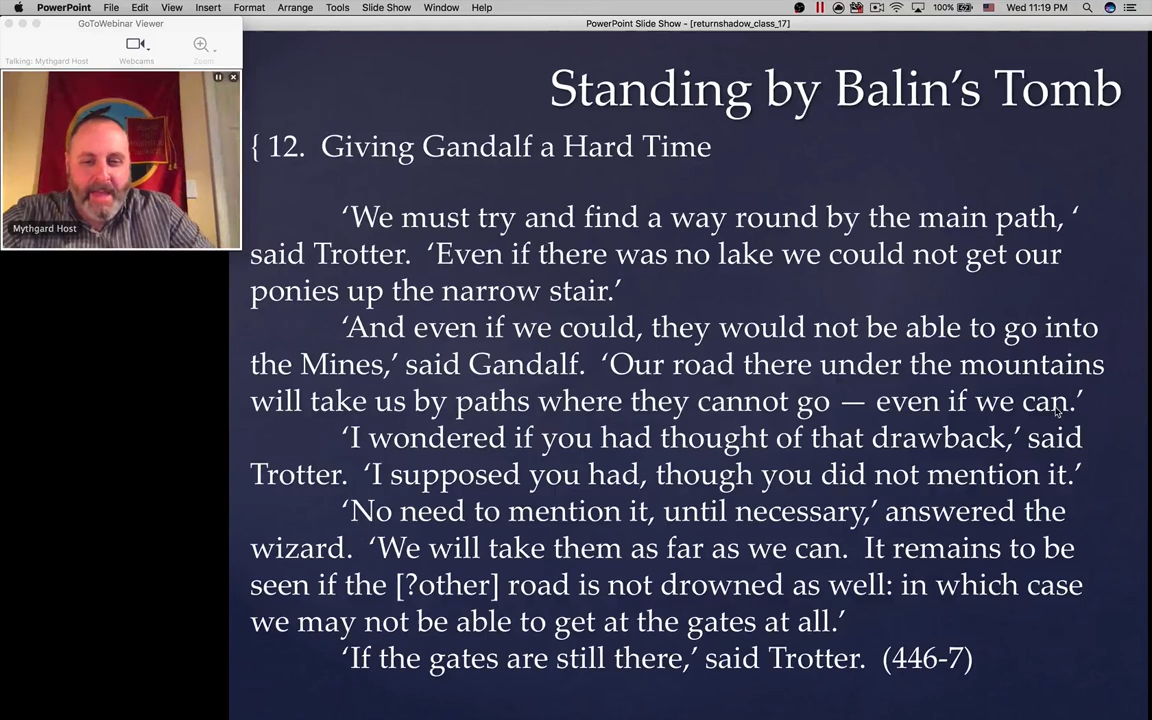 PowerPoint File Edit View Insert Format Arrange Tools Slide Show Window Help 100% Wed 11:19 PM
GoToWebinar Viewer
PowerPoint Slide Show - [returnshadow_class_17]
Talking: Mythgard Host Webcams Zoom
Mythgard Host
Standing by Balin's Tomb
{ 12. Giving Gandalf a Hard Time
‘We must try and find a way round by the main path, ‘
said Trotter. ‘Even if there was no lake we could not get our
ponies up the narrow stair.’
‘And even if we could, they would not be able to go into
the Mines,’ said Gandalf. ‘Our road there under the mountains
will take us by paths where they cannot go — even if we can.’
‘I wondered if you had thought of that drawback,’ said
Trotter. ‘I supposed you had, though you did not mention it.’
‘No need to mention it, until necessary,’ answered the
wizard. ‘We will take them as far as we can. It remains to be
seen if the [?other] road is not drowned as well: in which case
we may not be able to get at the gates at all.’
‘If the gates are still there,’ said Trotter. (446-7)